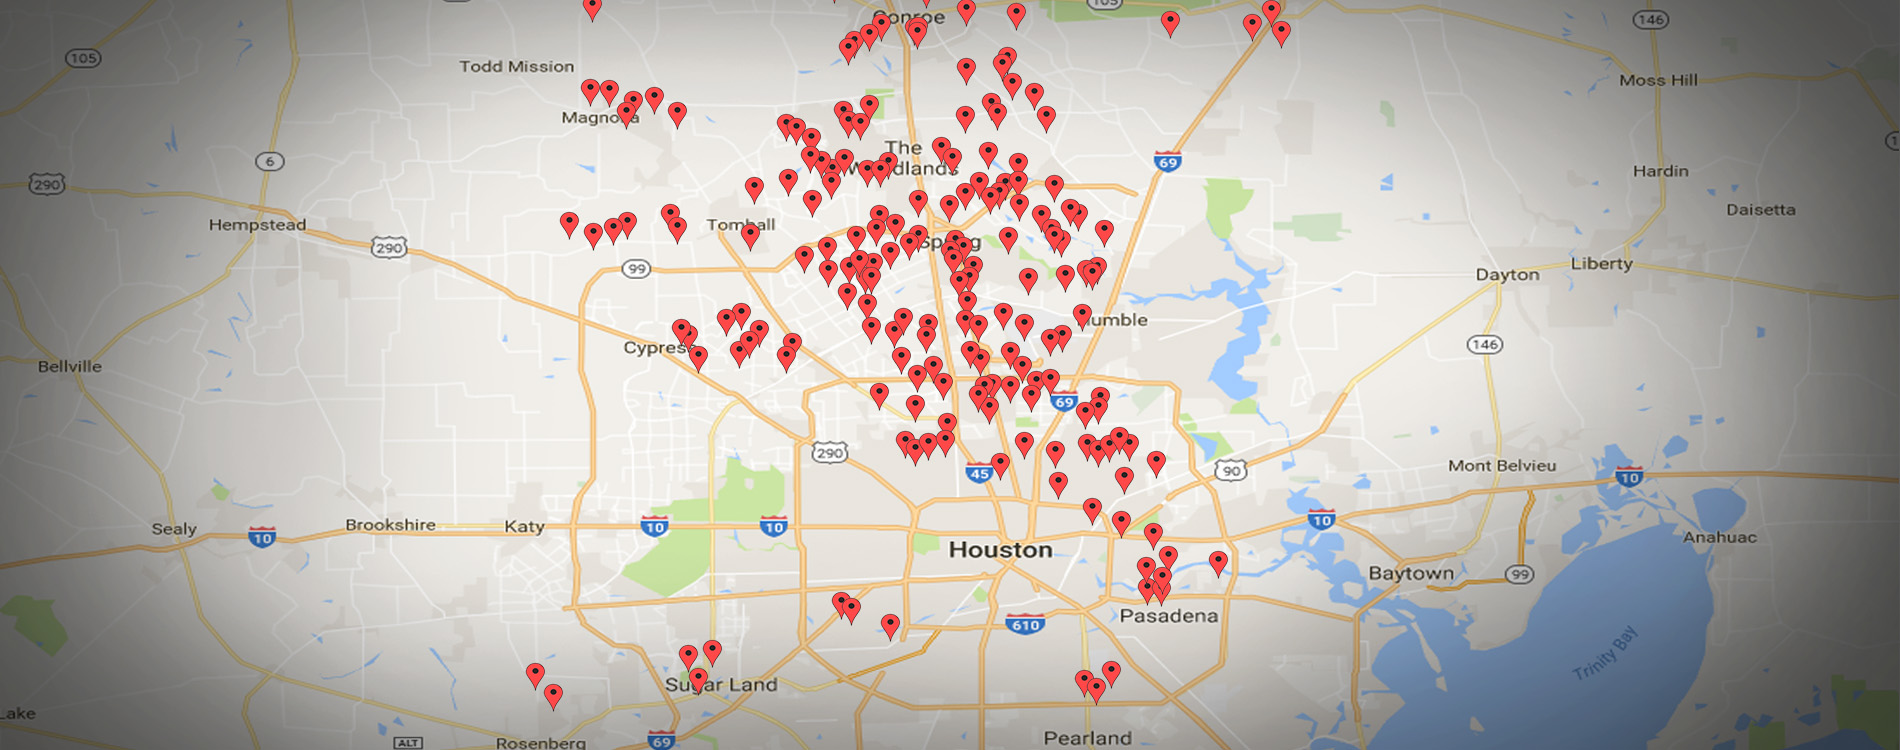 105
Conroe
146
105
Todd Mission
Moss Hill
Magnolia
6
The
Woodlands
69
290
Hardin
Hempstead
Tomball
Daisetta
290
Spring
99
Dayton
Liberty
Humble
Cypress
146
Bellville
69
290
45
90
Mont Belvieu
10
Sealy
Brookshire
Katy
10
10
10
10
Houston
Anahuac
Baytown
99
Pasadena
610
Trinity Bay
Sugar Land
Lake
Pearland
ALT
Rosenberg
69